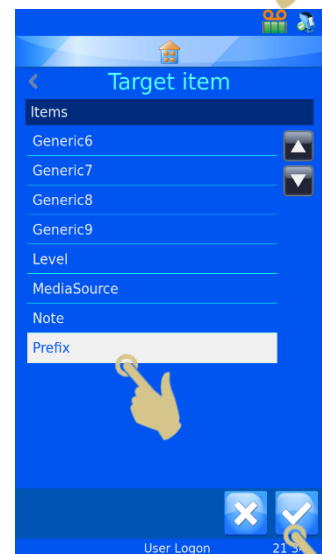 Target item
Items
Generic6
Generic7
Generic8
Generic9
Level
MediaSource
Note
Prefix
User Logon